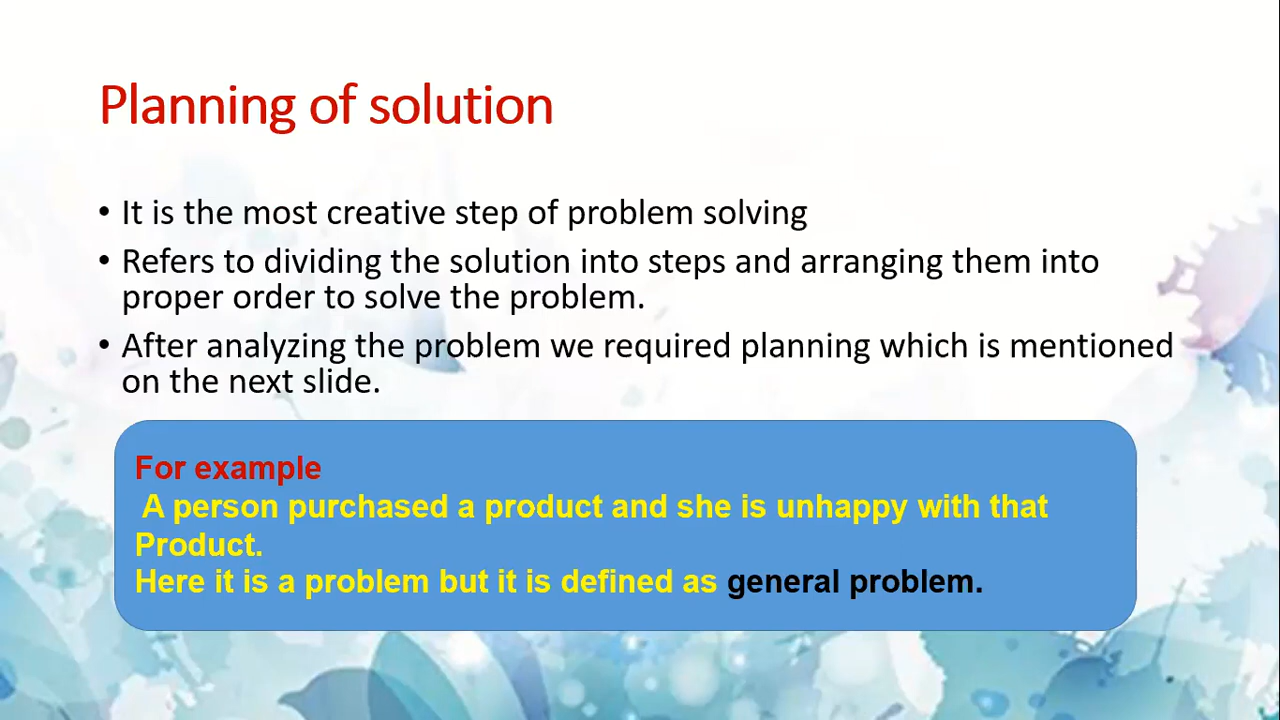 Planning of solution
• It is the most creative step of problem solving
• Refers to dividing the solution into steps and arranging them into
proper order to solve the problem.
• After analyzing the problem we required planning which is mentioned
on the next slide.
For example
A person purchased a product and she is unhappy with that
Product.
Here it is a problem but it is defined as general problem.